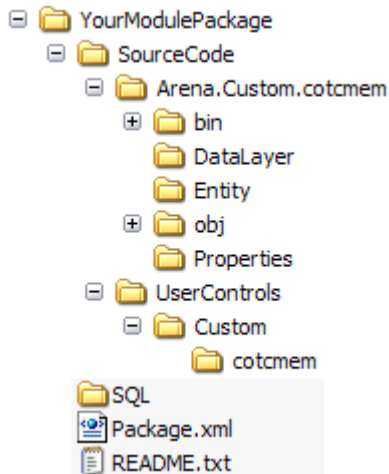 YourModulePackage
SourceCode
Arena.Custom.cotcmem
bin
DataLayer
Entity
obj
Properties
UserControls
Custom
cotcmem
SQL
Package.xml
README.txt